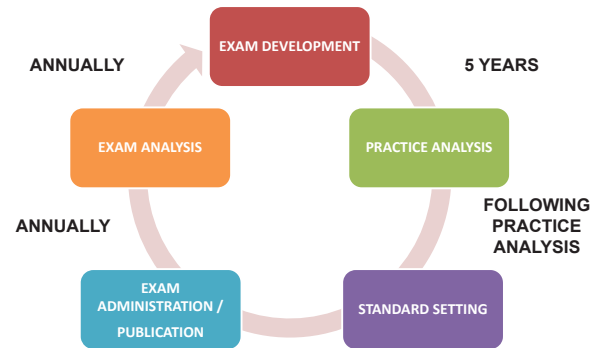 EXAM DEVELOPMENT
ANNUALLY
5 YEARS
EXAM ANALYSIS
PRACTICE ANALYSIS
ANNUALLY
FOLLOWING
PRACTICE
ANALYSIS
EXAM
ADMINISTRATION /
PUBLICATION
STANDARD SETTING